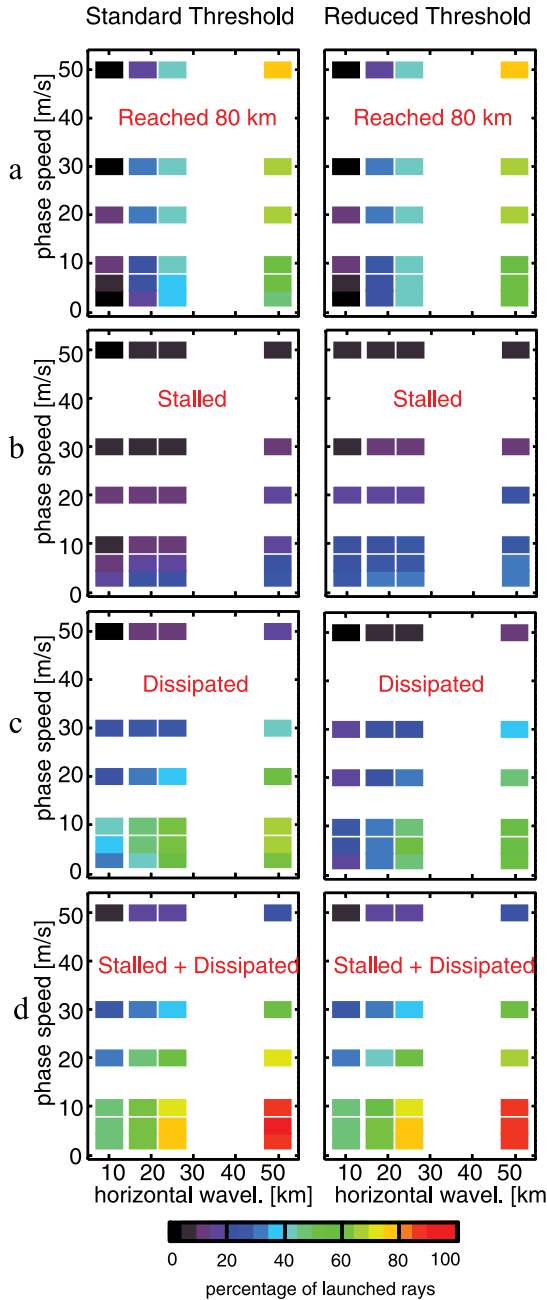 Standard Threshold Reduced Threshold
a
phase speed [m/s]
50
40
30
20
10
0
Reached 80 km
Reached 80 km
b
phase speed [m/s]
50
40
30
20
10
0
Stalled
Stalled
c
phase speed [m/s]
50
40
30
20
10
0
Dissipated
Dissipated
d
phase speed [m/s]
50
40
30
20
10
0
Stalled + Dissipated
Stalled + Dissipated
10 20 30 40 50 10 20 30 40 50
horizontal wavel. [km] horizontal wavel. [km
0 20 40 60 80 100
percentage of launched rays